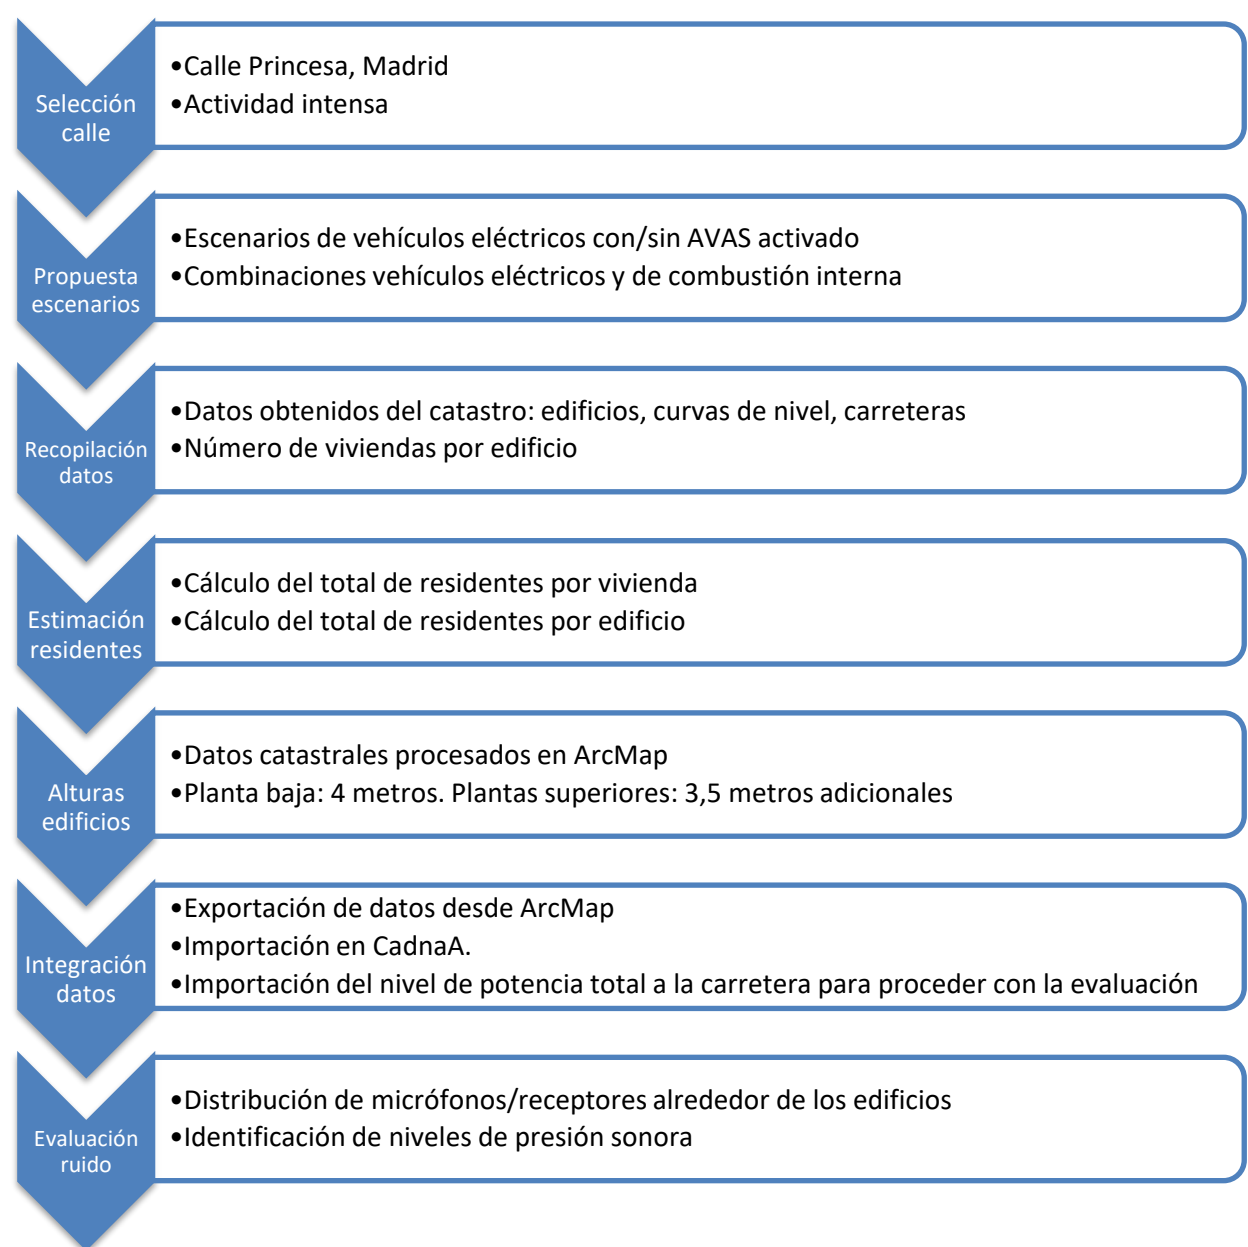 Selección
calle
•Calle Princesa, Madrid
•Actividad intensa
Propuesta
escenarios
•Escenarios de vehículos eléctricos con/sin AVAS activado
•Combinaciones vehículos eléctricos y de combustión interna
Recopilación
datos
•Datos obtenidos del catastro: edificios, curvas de nivel, carreteras
•Número de viviendas por edificio
Estimación
residentes
•Cálculo del total de residentes por vivienda
•Cálculo del total de residentes por edificio
Alturas
edificios
•Datos catastrales procesados en ArcMap
•Planta baja: 4 metros. Plantas superiores: 3,5 metros adicionales
Integración
datos
•Exportación de datos desde ArcMap
•Importación en CadnaA.
•Importación del nivel de potencia total a la carretera para proceder con la evaluación
Evaluación
ruido
•Distribución de micrófonos/receptores alrededor de los edificios
•Identificación de niveles de presión sonora